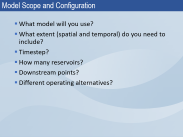 Model Scope and Configuration
What model will you use?
What extent (spatial and temporal) do you need to
include?
Timestep?
How many reservoirs?
Downstream points?
Different operating alternatives?